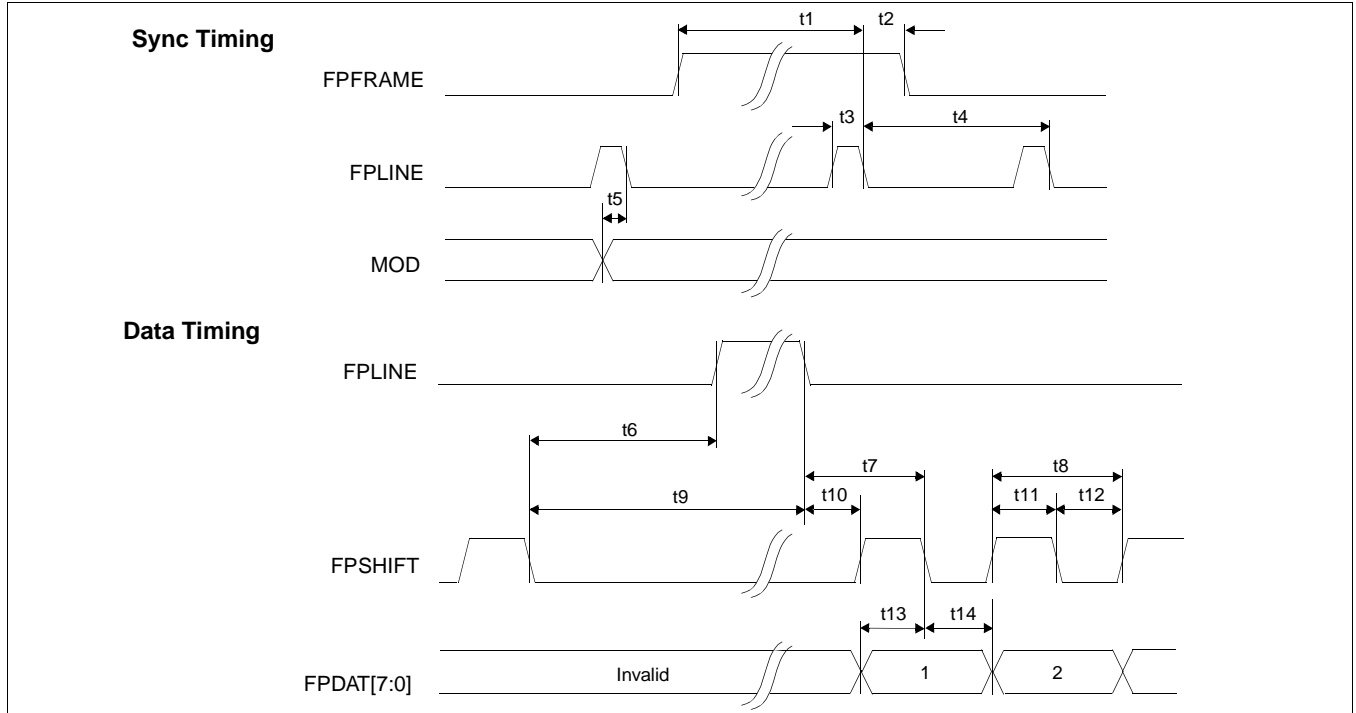 Sync Timing
t1
t2
FPFRAME
t3
t4
FPLINE
t5
MOD
Data Timing
FPLINE
t6
t7
t8
t9
t10
t11
t12
FPSHIFT
t13
t14
FPDAT[7:0]
Invalid
1
2